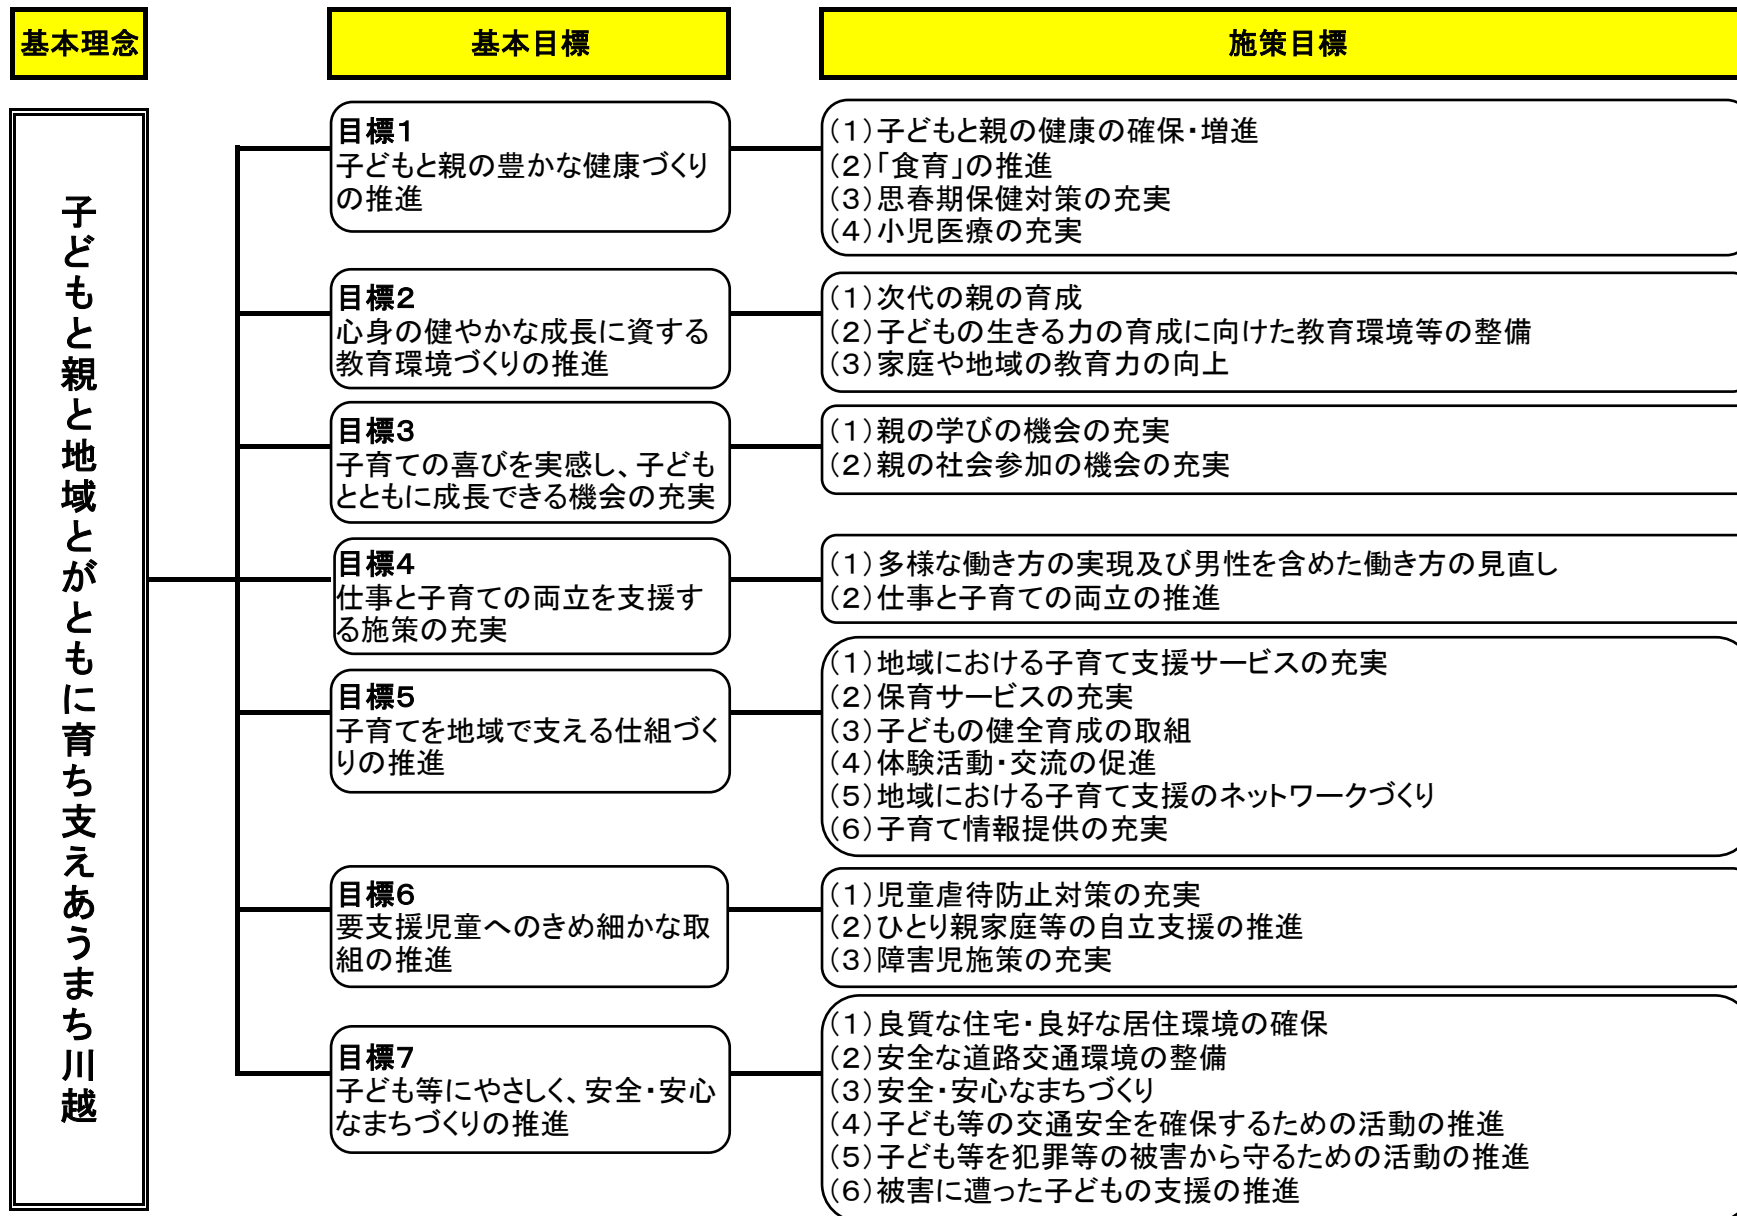 基本理念
基本目標
施策目標
子どもと親と地域とがともに育ち支えあうまち川越
目標1
子どもと親の豊かな健康づくり
の推進
(1)子どもと親の健康の確保・増進
(2)「食育」の推進
(3)思春期保健対策の充実
(4)小児医療の充実
目標2
心身の健やかな成長に資する
教育環境づくりの推進
(1)次代の親の育成
(2)子どもの生きる力の育成に向けた教育環境等の整備
(3)家庭や地域の教育力の向上
目標3
子育ての喜びを実感し、子ども
とともに成長できる機会の充実
(1)親の学びの機会の充実
(2)親の社会参加の機会の充実
目標4
仕事と子育ての両立を支援す
る施策の充実
(1)多様な働き方の実現及び男性を含めた働き方の見直し
(2)仕事と子育ての両立の推進
目標5
子育てを地域で支える仕組づく
りの推進
(1)地域における子育て支援サービスの充実
(2)保育サービスの充実
(3)子どもの健全育成の取組
(4)体験活動・交流の促進
(5)地域における子育て支援のネットワークづくり
(6)子育て情報提供の充実
目標6
要支援児童へのきめ細かな取
組の推進
(1)児童虐待防止対策の充実
(2)ひとり親家庭等の自立支援の推進
(3)障害児施策の充実
目標7
子ども等にやさしく、安全・安心
なまちづくりの推進
(1)良質な住宅・良好な居住環境の確保
(2)安全な道路交通環境の整備
(3)安全・安心なまちづくり
(4)子ども等の交通安全を確保するための活動の推進
(5)子ども等を犯罪等の被害から守るための活動の推進
(6)被害に遭った子どもの支援の推進